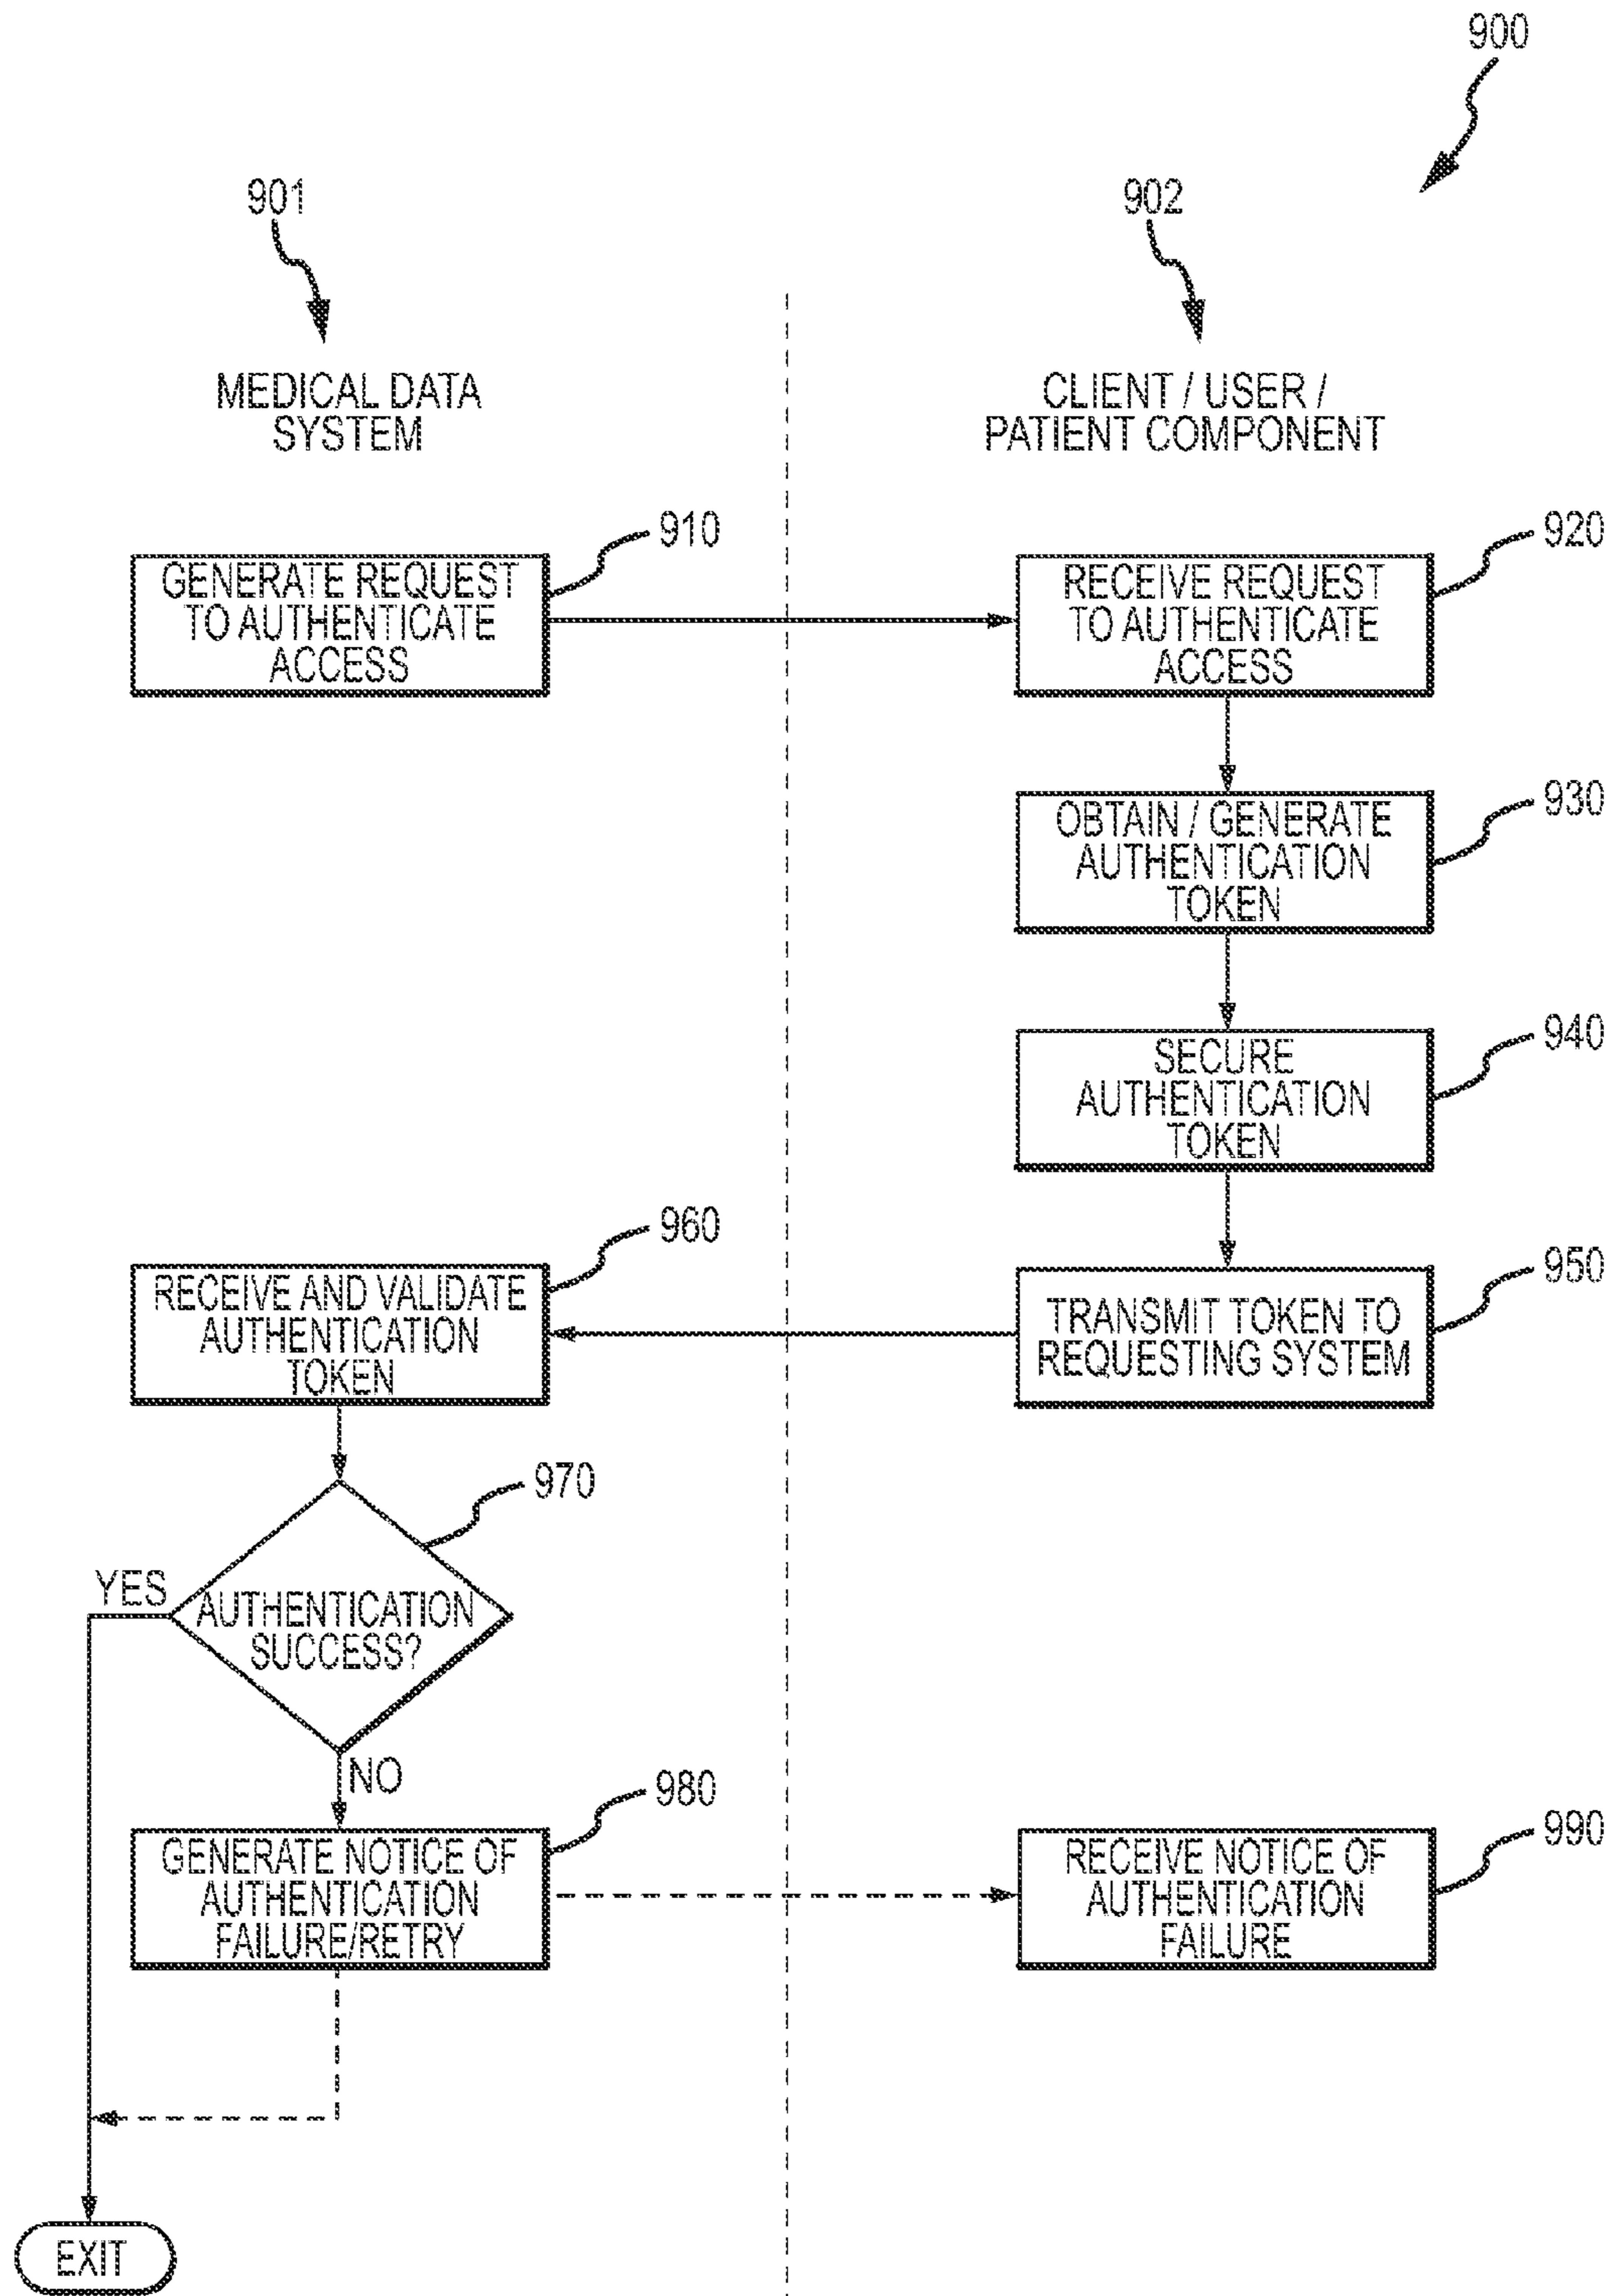 900
901
902
MEDICAL DATA
SYSTEM
CLIENT / USER /
PATIENT COMPONENT
910
920
GENERATE REQUEST
TO AUTHENTICATE
ACCESS
RECEIVE REQUEST
TO AUTHENTICATE
ACCESS
930
OBTAIN / GENERATE
AUTHENTICATION
TOKEN
940
SECURE
AUTHENTICATION
TOKEN
960
950
RECEIVE AND VALIDATE
AUTHENTICATION
TOKEN
TRANSMIT TOKEN TO
REQUESTING SYSTEM
970
YES
AUTHENTICATION
SUCCESS?
NO
980
990
GENERATE NOTICE OF
AUTHENTICATION
FAILURE/RETRY
RECEIVE NOTICE OF
AUTHENTICATION
FAILURE
EXIT